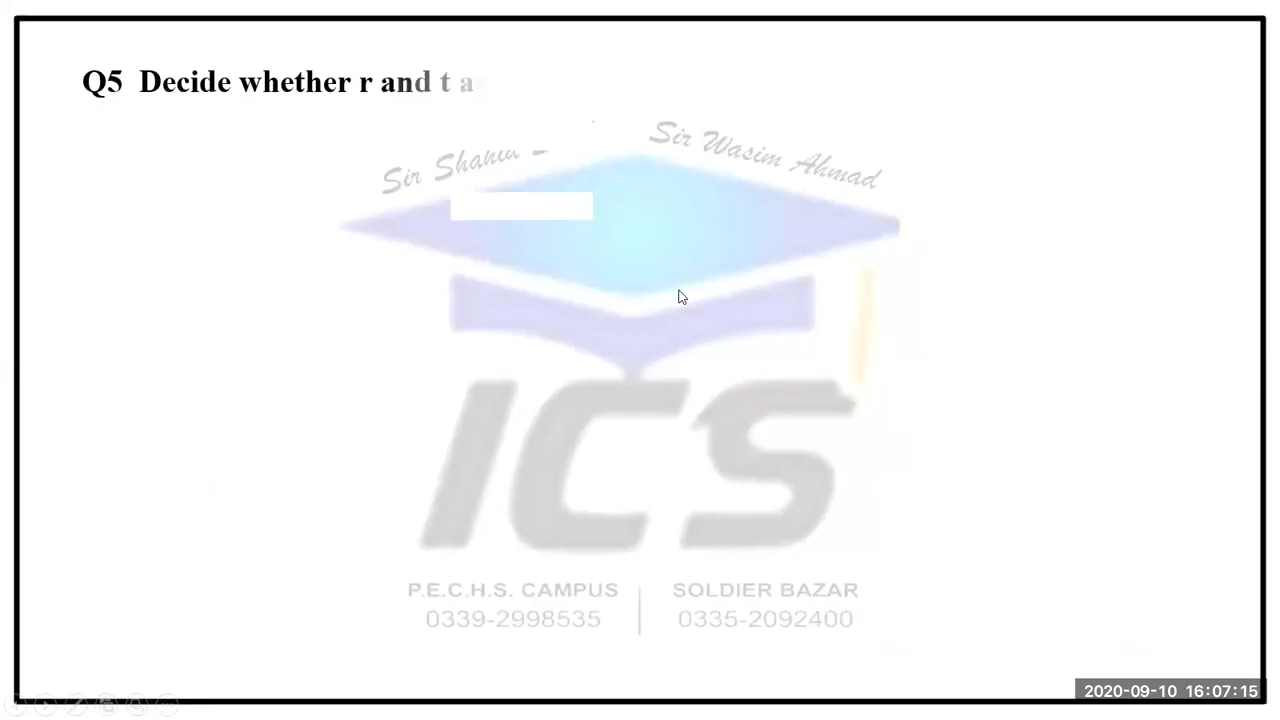 Q5 Decide whether r and t a
Sir Wasim Ahmad
Sir
ICS
P.E.C.H.S. CAMPUS
SOLDIER BAZAR
0339-2998535
0335-2092400
2020-09-10 16:07:15